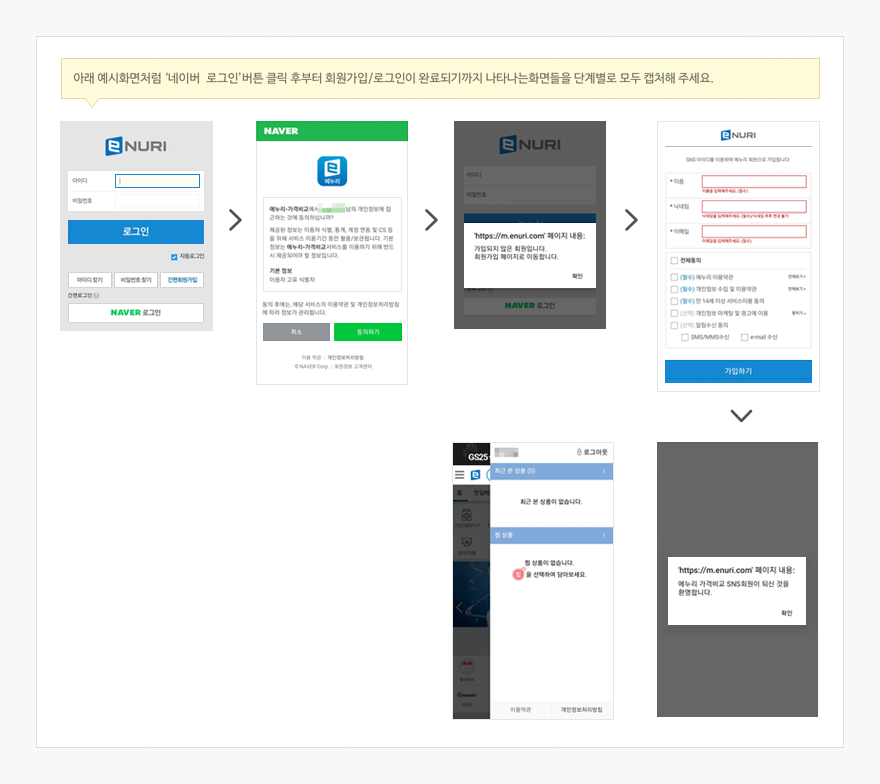 아래 예시화면처럼 '네이버 로그인'버튼 클릭 후부터 회원가입/로그인이 완료되기까지 나타나는화면들을 단계별로 모두 캡처해 주세요.
ENURI
아이디
비밀번호
로그인
자동로그인
아이디 찾기
비밀번호 찾기
간편회원가입
간편로그인
NAVER 로그인
NAVER
에누리
에누리-가격비교에서 님의 개인정보에 접
근하는 것에 동의하십니까?
제공된 정보는 이용자 식별, 통계, 계정 연동 및 CS 등
을 위해 서비스 이용기간 동안 활용/보관됩니다. 기본
정보는 에누리-가격비교서비스를 이용하기 위해 반드
시 제공되어야 할 정보입니다.
기본 정보
이용자 고유 식별자
동의 후에는, 해당 서비스의 이용약관 및 개인정보처리방침
에 따라 정보가 관리됩니다.
취소
동의하기
이용 약관 | 개인정보처리방침
© NAVER Corp. | 회원정보 고객센터
ENURI
아이디
비밀번호
'https://m.enuri.com' 페이지 내용:
가입되지 않은 회원입니다.
회원가입 페이지로 이동합니다.
확인
NAVER 로그인
ENURI
SNS 아이디를 이용하여 에누리 회원으로 가입합니다.
* 이름
이름을 입력해주세요 (필수)
* 닉네임
닉네임을 입력해주세요 (필수)/닉네임 추후 변경 불가
* 이메일
이메일을 입력해주세요 (필수)
전체동의
(필수) 에누리 이용약관
전체보기 >
(필수) 개인정보 수집 및 이용약관
전체보기 >
(필수) 만 14세 이상 서비스이용 동의
(선택) 개인정보 마케팅 및 광고에 이용
(선택) 알림수신 동의
SMS/MMS수신
e-mail 수신
가입하기
GS25
로그아웃
최근 본 상품 (0)
최근 본 상품이 없습니다.
찜 상품
찜 상품이 없습니다.
찜 을 선택하여 담아보세요.
이용약관
개인정보처리방침
'https://m.enuri.com' 페이지 내용:
에누리 가격비교 SNS회원이 되신 것을
환영합니다.
확인